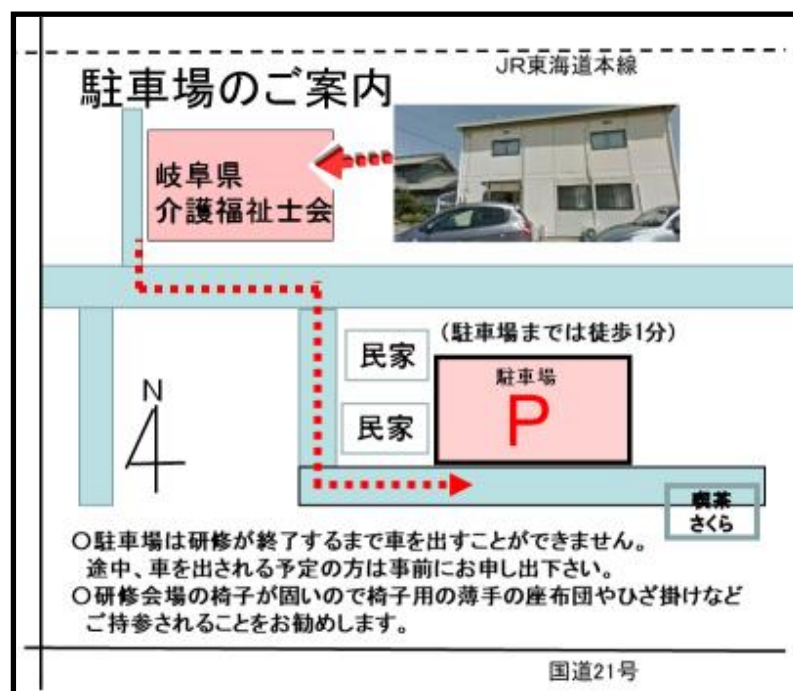 JR東海道本線
駐車場のご案内
岐阜県
介護福祉士会
(駐車場までは徒歩1分)
民家
駐車場
P
民家
N
喫茶
さくら
○駐車場は研修が終了するまで車を出すことができません。
途中、車を出される予定の方は事前にお申し出下さい。
○研修会場の椅子が固いので椅子用の薄手の座布団やひざ掛けなど
ご持参されることをお勧めします。
国道21号